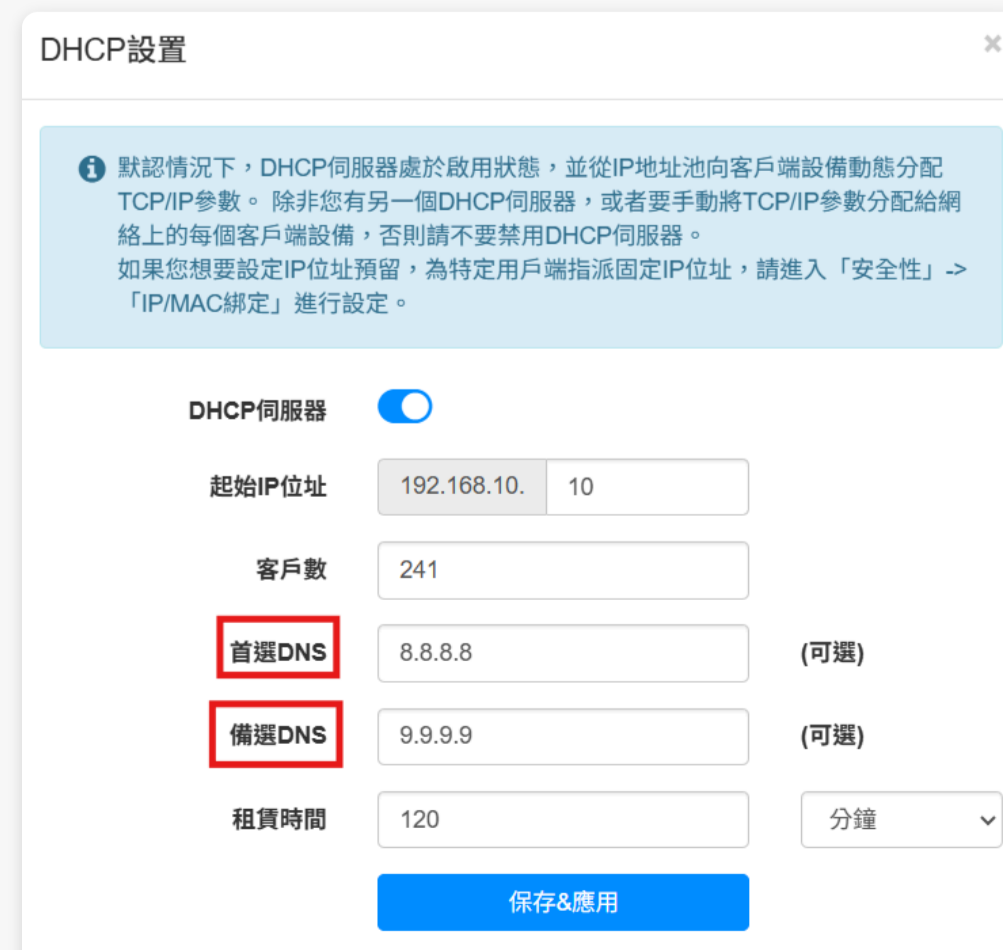 DHCP設置
×
默認情況下，DHCP伺服器處於啟用狀態，並從IP地址池向客戶端設備動態分配
TCP/IP參數。 除非您有另一個DHCP伺服器，或者要手動將TCP/IP參數分配給網
絡上的每個客戶端設備，否則請不要禁用DHCP伺服器。
如果您想要設定IP位址預留，為特定用戶端指派固定IP位址，請進入「安全性」->
「IP/MAC綁定」進行設定。
DHCP伺服器
起始IP位址 192.168.10. 10
客戶數 241
首選DNS 8.8.8.8 (可選)
備選DNS 9.9.9.9 (可選)
租賃時間 120 分鐘
保存&應用